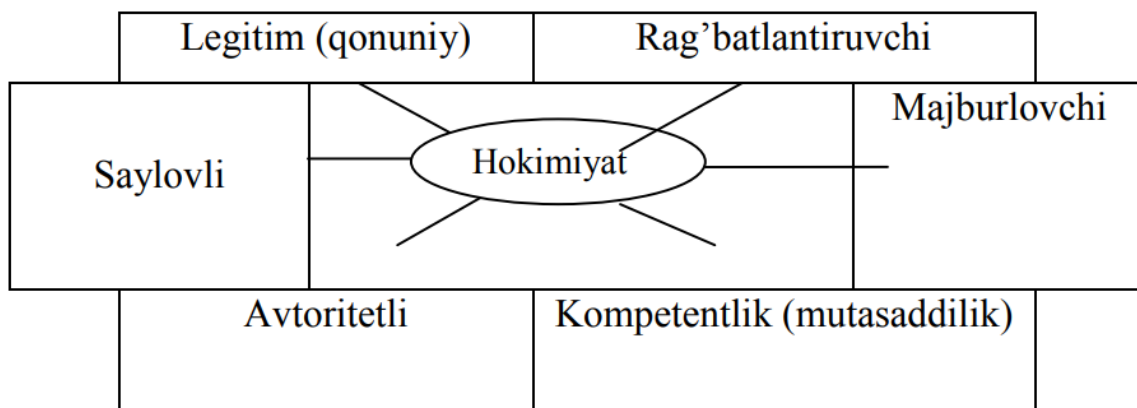 Legitim (qonuniy)
Rag’batlantiruvchi
Majburlovchi
Saylovli
Hokimiyat
Avtoritetli
Kompetentlik (mutasaddilik)